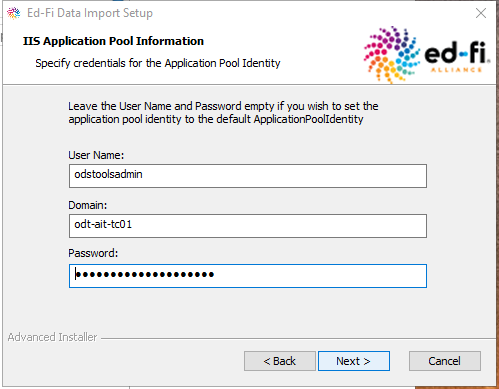 Ed-Fi Data Import Setup
IIS Application Pool Information
Specify credentials for the Application Pool Identity
ed-fi
ALLIANCE
Leave the User Name and Password empty if you wish to set the
application pool identity to the default ApplicationPoolIdentity
User Name:
odstoolsadmin
Domain:
odt-ait-tc01
Password:
●●●●●●●●●●●●●●●●●●●●
Advanced Installer
< Back
Next >
Cancel